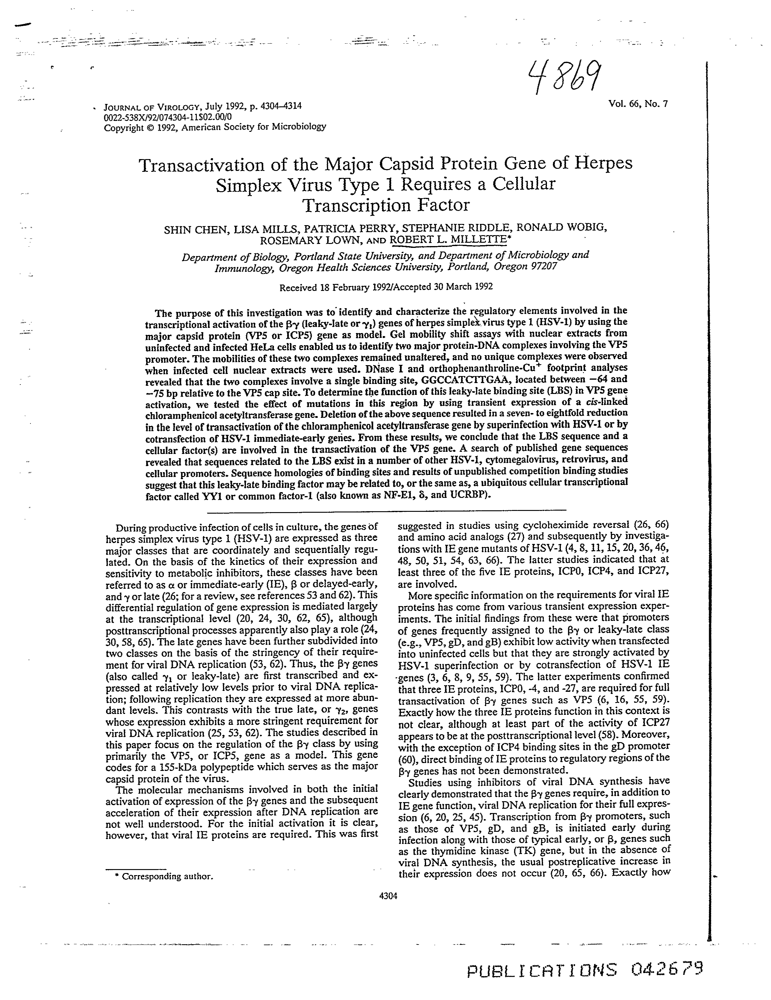 4869
JOURNAL OF VIROLOGY, July 1992, p. 4304–4314
Vol. 66, No. 7
0022-538X/92/074304-11$02.00/0
Copyright © 1992, American Society for Microbiology
Transactivation of the Major Capsid Protein Gene of Herpes
Simplex Virus Type 1 Requires a Cellular
Transcription Factor
SHIN CHEN, LISA MILLS, PATRICIA PERRY, STEPHANIE RIDDLE, RONALD WOBIG,
ROSEMARY LOWN, AND ROBERT L. MILLETTE*
Department of Biology, Portland State University, and Department of Microbiology and
Immunology, Oregon Health Sciences University, Portland, Oregon 97207
Received 18 February 1992/Accepted 30 March 1992
The purpose of this investigation was to identify and characterize the regulatory elements involved in the
transcriptional activation of the βγ (leaky-late or γ₁) genes of herpes simplex virus type 1 (HSV-1) by using the
major capsid protein (VP5 or ICP5) gene as model. Gel mobility shift assays with nuclear extracts from
uninfected and infected HeLa cells enabled us to identify two major protein-DNA complexes involving the VP5
promoter. The mobilities of these two complexes remained unaltered, and no unique complexes were observed
when infected cell nuclear extracts were used. DNase I and orthophenanthroline-Cu⁺ footprint analyses
revealed that the two complexes involve a single binding site, GGCCATCTTGAA, located between −64 and
−75 bp relative to the VP5 cap site. To determine the function of this leaky-late binding site (LBS) in VP5 gene
activation, we tested the effect of mutations in this region by using transient expression of a cis-linked
chloramphenicol acetyltransferase gene. Deletion of the above sequence resulted in a seven- to eightfold reduction
in the level of transactivation of the chloramphenicol acetyltransferase gene by superinfection with HSV-1 or by
cotransfection of HSV-1 immediate-early genes. From these results, we conclude that the LBS sequence and a
cellular factor(s) are involved in the transactivation of the VP5 gene. A search of published gene sequences
revealed that sequences related to the LBS exist in a number of other HSV-1, cytomegalovirus, retrovirus, and
cellular promoters. Sequence homologies of binding sites and results of unpublished competition binding studies
suggest that this leaky-late binding factor may be related to, or the same as, a ubiquitous cellular transcriptional
factor called YY1 or common factor-1 (also known as NF-E1, δ, and UCRBP).
During productive infection of cells in culture, the genes of
herpes simplex virus type 1 (HSV-1) are expressed as three
major classes that are coordinately and sequentially regu-
lated. On the basis of the kinetics of their expression and
sensitivity to metabolic inhibitors, these classes have been
referred to as α or immediate-early (IE), β or delayed-early,
and γ or late (26; for a review, see references 53 and 62). This
differential regulation of gene expression is mediated largely
at the transcriptional level (20, 24, 30, 62, 65), although
posttranscriptional processes apparently also play a role (24,
30, 58, 65). The late genes have been further subdivided into
two classes on the basis of the stringency of their require-
ment for viral DNA replication (53, 62). Thus, the βγ genes
(also called γ₁ or leaky-late) are first transcribed and ex-
pressed at relatively low levels prior to viral DNA replica-
tion; following replication they are expressed at more abun-
dant levels. This contrasts with the true late, or γ₂, genes
whose expression exhibits a more stringent requirement for
viral DNA replication (25, 53, 62). The studies described in
this paper focus on the regulation of the βγ class by using
primarily the VP5, or ICP5, gene as a model. This gene
codes for a 155-kDa polypeptide which serves as the major
capsid protein of the virus.
The molecular mechanisms involved in both the initial
activation of expression of the βγ genes and the subsequent
acceleration of their expression after DNA replication are
not well understood. For the initial activation it is clear,
however, that viral IE proteins are required. This was first
* Corresponding author.
suggested in studies using cycloheximide reversal (26, 66)
and amino acid analogs (27) and subsequently by investiga-
tions with IE gene mutants of HSV-1 (4, 8, 11, 15, 20, 36, 46,
48, 50, 51, 54, 63, 66). The latter studies indicated that at
least three of the five IE proteins, ICP0, ICP4, and ICP27,
are involved.
More specific information on the requirements for viral IE
proteins has come from various transient expression exper-
iments. The initial findings from these were that promoters
of genes frequently assigned to the βγ or leaky-late class
(e.g., VP5, gD, and gB) exhibit low activity when transfected
into uninfected cells but that they are strongly activated by
HSV-1 superinfection or by cotransfection of HSV-1 IE
genes (3, 6, 8, 9, 55, 59). The latter experiments confirmed
that three IE proteins, ICP0, -4, and -27, are required for full
transactivation of βγ genes such as VP5 (6, 16, 55, 59).
Exactly how the three IE proteins function in this context is
not clear, although at least part of the activity of ICP27
appears to be at the posttranscriptional level (58). Moreover,
with the exception of ICP4 binding sites in the gD promoter
(60), direct binding of IE proteins to regulatory regions of the
βγ genes has not been demonstrated.
Studies using inhibitors of viral DNA synthesis have
clearly demonstrated that the βγ genes require, in addition to
IE gene function, viral DNA replication for their full expres-
sion (6, 20, 25, 45). Transcription from βγ promoters, such
as those of VP5, gD, and gB, is initiated early during
infection along with those of typical early, or β, genes such
as the thymidine kinase (TK) gene, but in the absence of
viral DNA synthesis, the usual postreplicative increase in
their expression does not occur (20, 65, 66). Exactly how
4304
PUBLICATIONS 042679